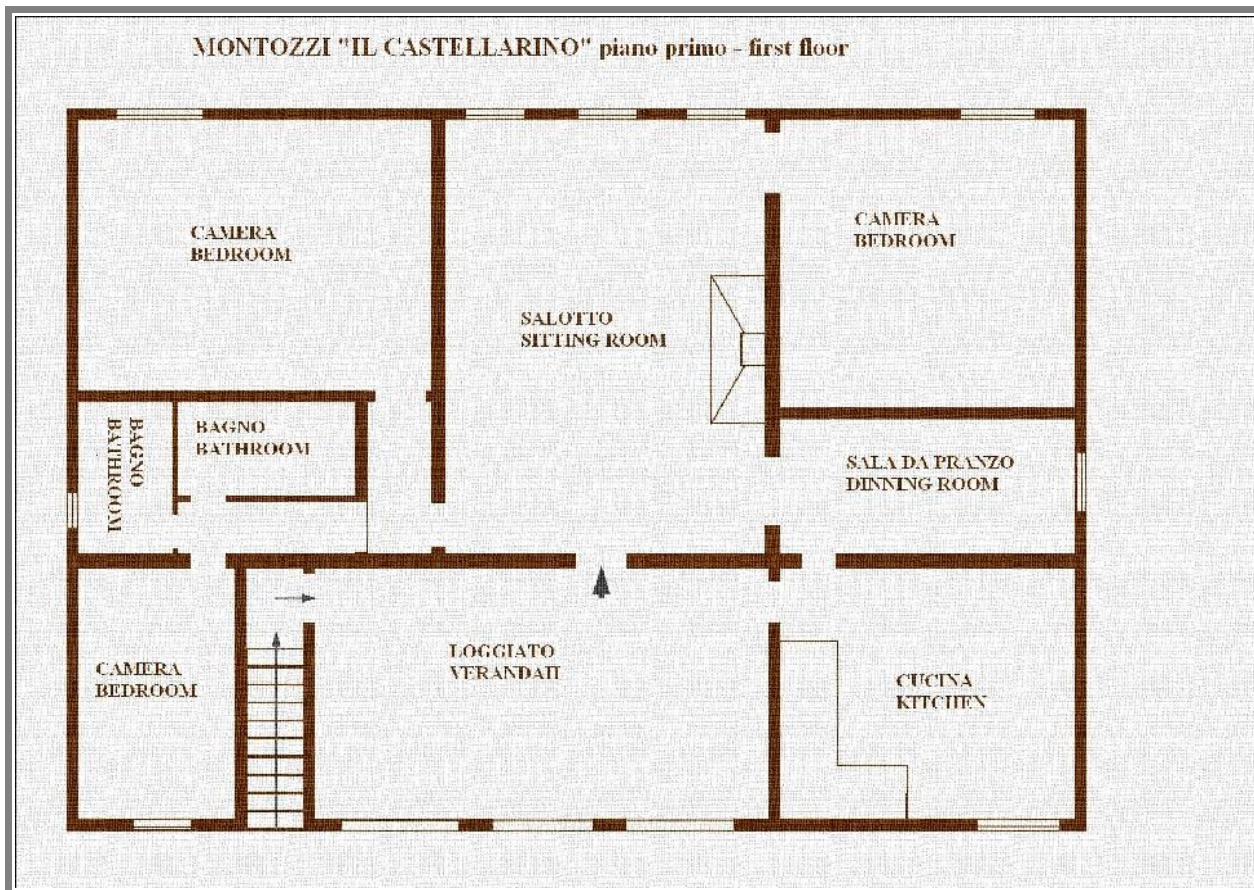 MONTOZZI "IL CASTELLARINO" piano primo - first floor
CAMERA
BEDROOM
CAMERA
BEDROOM
SALOTTO
SITTING ROOM
BAGNO
BATHROOM
BAGNO
BATHROOM
SALA DA PRANZO
DINNING ROOM
LOGGIATO
VERANDAH
CAMERA
BEDROOM
CUCINA
KITCHEN